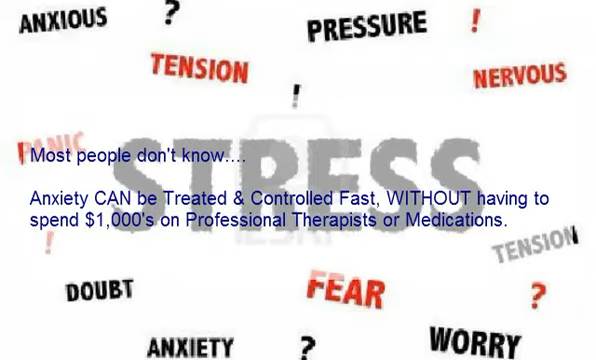 ANXIOUS ? PRESSURE !
TENSION
NERVOUS
!
PANIC
STRESS
Most people don't know....
Anxiety CAN be Treated & Controlled Fast, WITHOUT having to
spend $1,000's on Professional Therapists or Medications.
! TENSION
DOUBT FEAR ?
ANXIETY ? WORRY